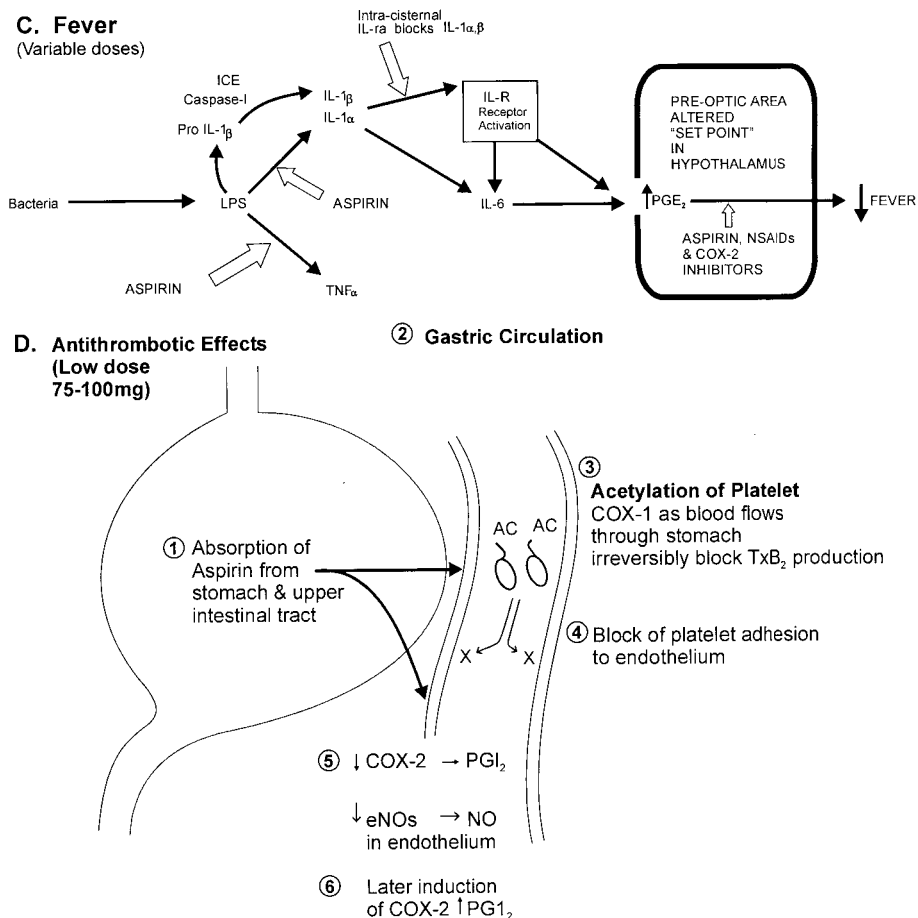 C. Fever
(Variable doses)
Intra-cisternal
IL-ra blocks IL-1α,β
ICE
Caspase-I
Pro IL-1β
IL-1β
IL-1α
IL-R
Receptor
Activation
PRE-OPTIC AREA
ALTERED
"SET POINT"
IN
HYPOTHALAMUS
Bacteria
LPS
ASPIRIN
IL-6
↑PGE₂
↓ FEVER
ASPIRIN, NSAIDs
& COX-2
INHIBITORS
ASPIRIN
TNFα
D. Antithrombotic Effects
(Low dose
75-100mg)
② Gastric Circulation
① Absorption of
Aspirin from
stomach & upper
intestinal tract
AC AC
X X
③
Acetylation of Platelet
COX-1 as blood flows
through stomach
irreversibly block TxB₂ production
④ Block of platelet adhesion
to endothelium
⑤ ↓ COX-2 → PGI₂
↓ eNOs → NO
in endothelium
⑥ Later induction
of COX-2 ↑PG1₂